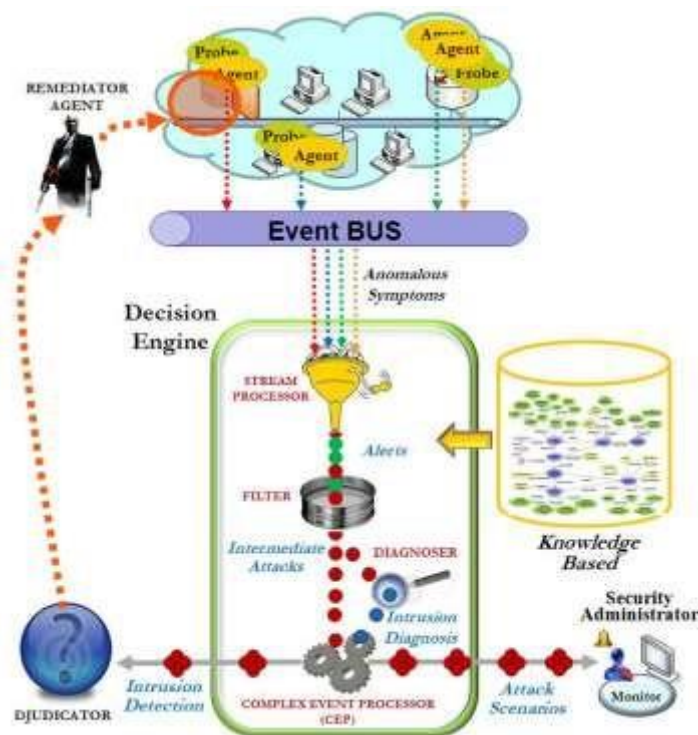 Agent
Probe
Agent
Agent
Probe
REMEDIATOR
AGENT
Probe
Agent
Event BUS
Anomalous
Symptoms
Decision
Engine
STREAM
PROCESSOR
Alerts
FILTER
Intermediate
Attacks
DIAGNOSER
Knowledge
Based
Intrusion
Diagnosis
Security
Administrator
Intrusion
Detection
Attack
Scenarios
Monitor
DJUDICATOR
COMPLEX EVENT PROCESSOR
(CEP)